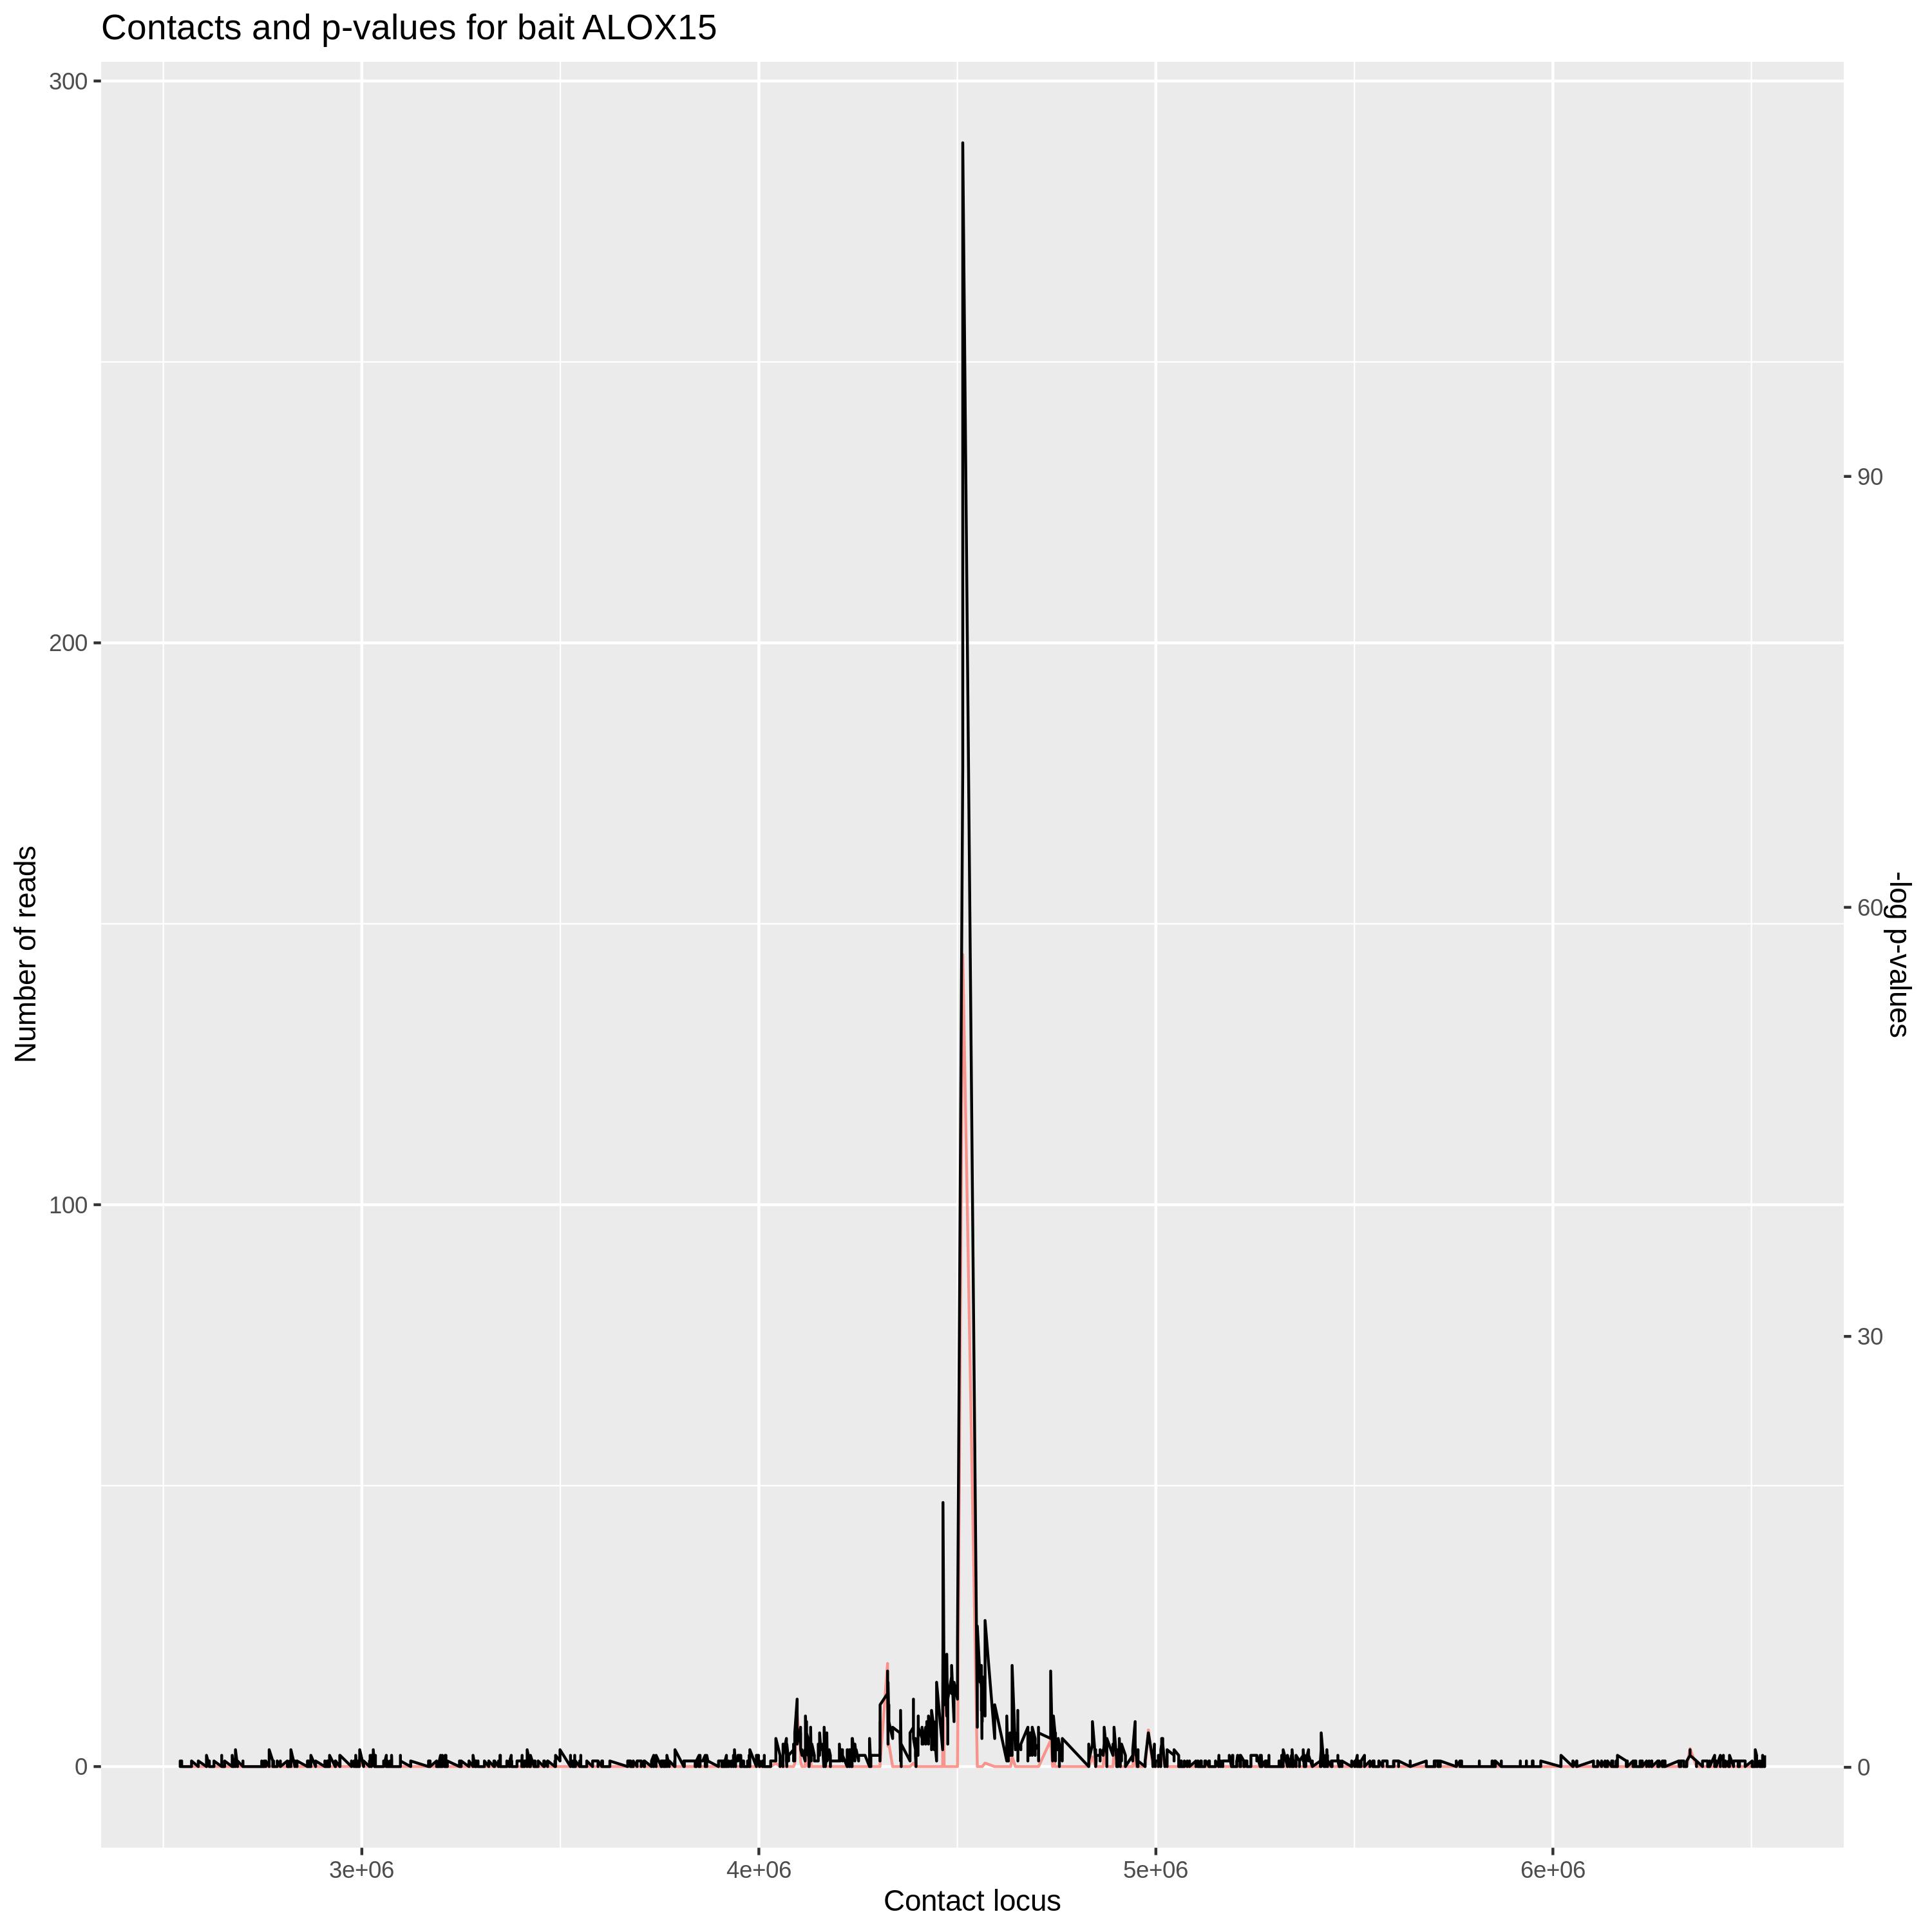 Contacts and p-values for bait ALOX15
300
200
100
0
Number of reads
90
60
30
0
-log p-values
3e+06 4e+06 5e+06 6e+06
Contact locus